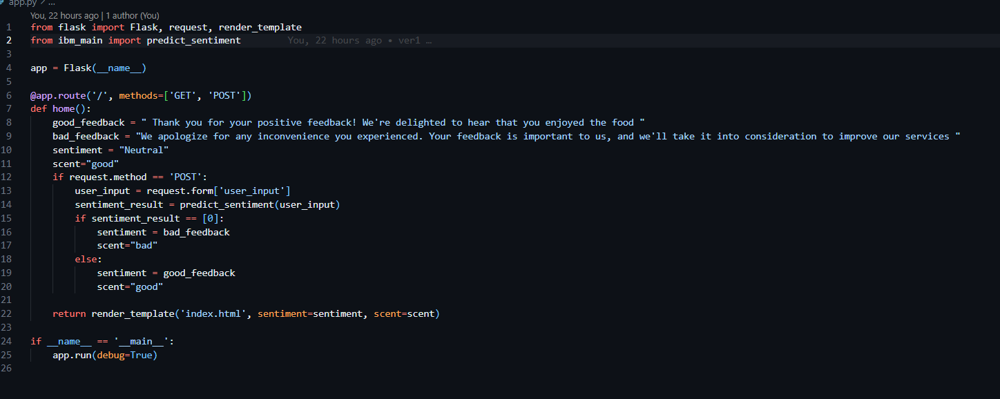 app.py > ...
You, 22 hours ago | 1 author (You)
1 from flask import Flask, request, render_template
2 from ibm_main import predict_sentiment You, 22 hours ago • ver1 …
3
4 app = Flask(__name__)
5
6 @app.route('/', methods=['GET', 'POST'])
7 def home():
8     good_feedback = " Thank you for your positive feedback! We're delighted to hear that you enjoyed the food "
9     bad_feedback = "We apologize for any inconvenience you experienced. Your feedback is important to us, and we'll take it into consideration to improve our services "
10     sentiment = "Neutral"
11     scent="good"
12     if request.method == 'POST':
13         user_input = request.form['user_input']
14         sentiment_result = predict_sentiment(user_input)
15         if sentiment_result == [0]:
16             sentiment = bad_feedback
17             scent="bad"
18         else:
19             sentiment = good_feedback
20             scent="good"
21
22     return render_template('index.html', sentiment=sentiment, scent=scent)
23
24 if __name__ == '__main__':
25     app.run(debug=True)
26